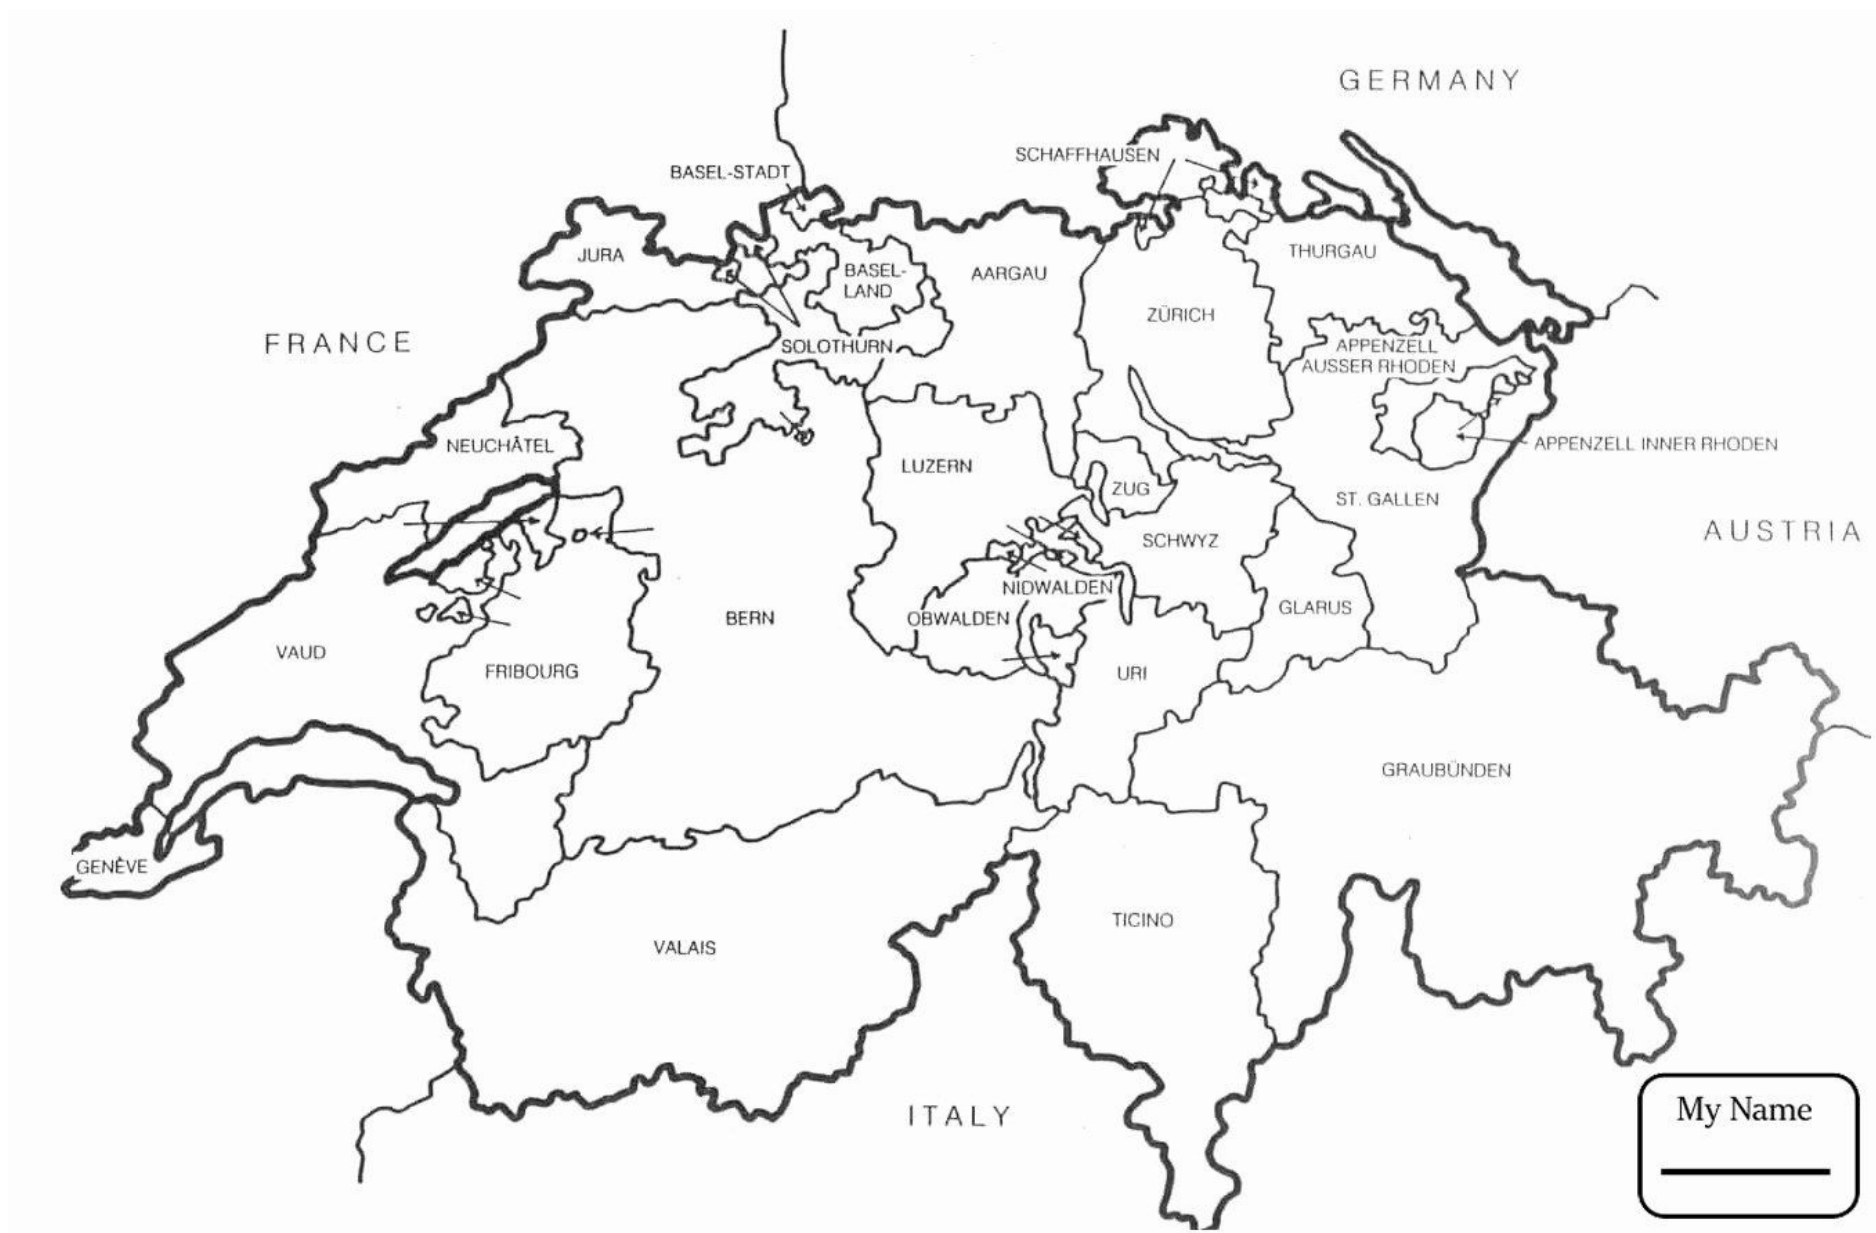 GERMANY
SCHAFFHAUSEN
BASEL-STADT
JURA
THURGAU
BASEL-
LAND
AARGAU
ZÜRICH
FRANCE
SOLOTHURN
APPENZELL
AUSSER RHODEN
NEUCHÂTEL
APPENZELL INNER RHODEN
LUZERN
ZUG
ST. GALLEN
AUSTRIA
SCHWYZ
NIDWALDEN
GLARUS
OBWALDEN
BERN
VAUD
FRIBOURG
URI
GRAUBÜNDEN
GENÈVE
TICINO
VALAIS
ITALY
My Name